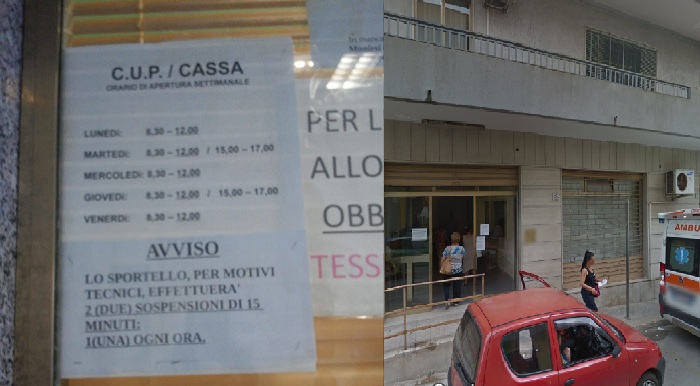 C.U.P. / CASSA
ORARIO DI APERTURA SETTIMANALE
LUNEDI: 8,30 – 12,00
MARTEDI: 8,30 – 12,00 / 15,00 – 17,00
MERCOLEDI: 8,30 – 12,00
GIOVEDI: 8,30 – 12,00 / 15,00 – 17,00
VENERDI: 8,30 – 12,00
AVVISO
LO SPORTELLO, PER MOTIVI
TECNICI, EFFETTUERA'
2 (DUE) SOSPENSIONI DI 15
MINUTI:
1(UNA) OGNI ORA.
PER L
ALLO
OBB
TESS
AMBU